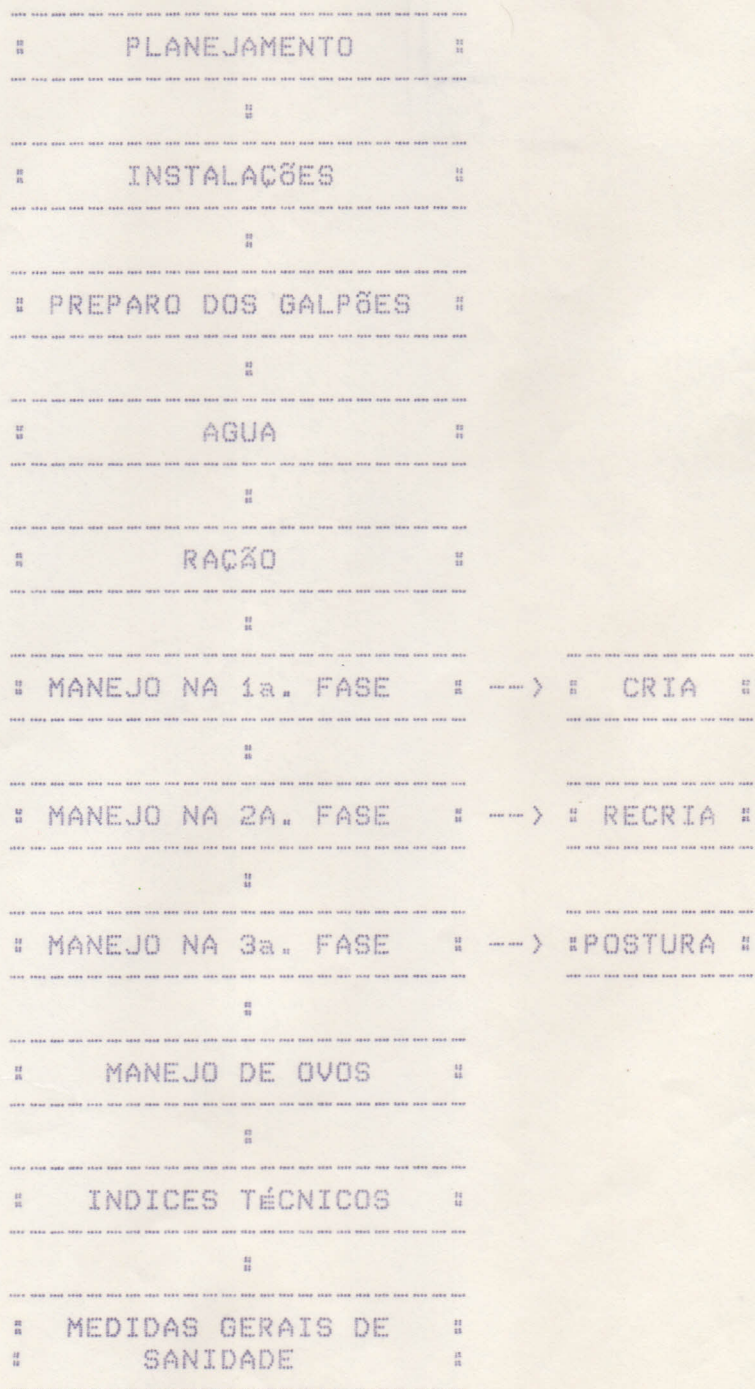 PLANEJAMENTO
INSTALAÇÕES
PREPARO DOS GALPÕES
AGUA
RAÇÃO
MANEJO NA 1a. FASE --> CRIA
MANEJO NA 2A. FASE --> RECRIA
MANEJO NA 3a. FASE --> POSTURA
MANEJO DE OVOS
INDICES TÉCNICOS
MEDIDAS GERAIS DE
SANIDADE